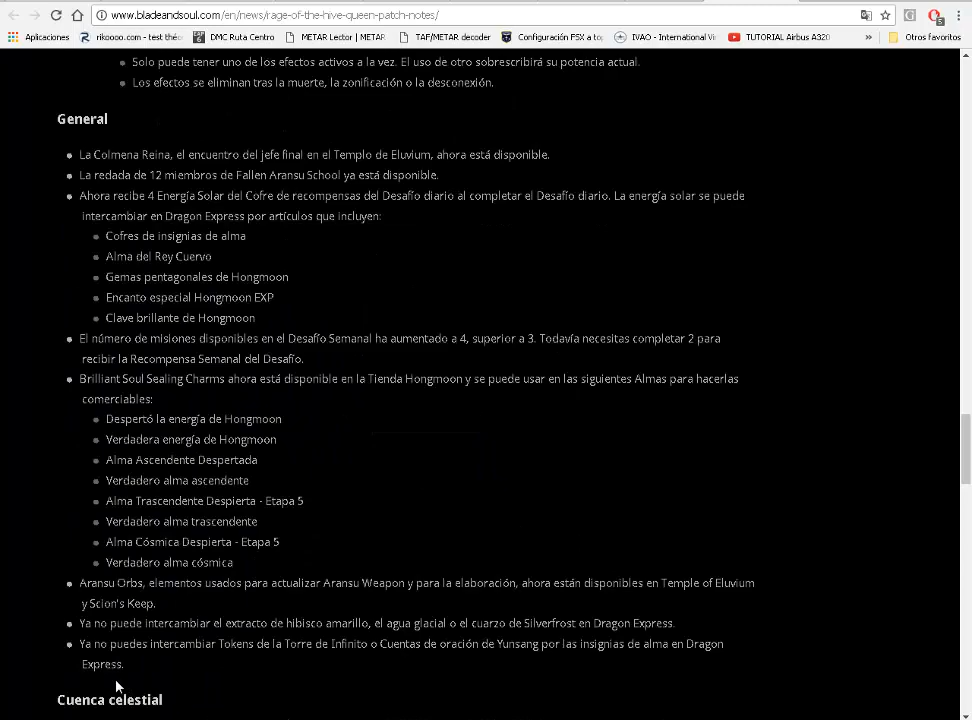 www.bladeandsoul.com/en/news/rage-of-the-hive-queen-patch-notes/
Aplicaciones
rikoooo.com - test théo
DMC Ruta Centro
METAR Lector | METAR
TAF/METAR decoder
Configuración FSX a top
IVAO - International Vi
TUTORIAL Airbus A320
»
Otros favoritos
Solo puede tener uno de los efectos activos a la vez. El uso de otro sobrescribirá su potencia actual.
Los efectos se eliminan tras la muerte, la zonificación o la desconexión.
General
La Colmena Reina, el encuentro del jefe final en el Templo de Eluvium, ahora está disponible.
La redada de 12 miembros de Fallen Aransu School ya está disponible.
Ahora recibe 4 Energía Solar del Cofre de recompensas del Desafío diario al completar el Desafío diario. La energía solar se puede
intercambiar en Dragon Express por artículos que incluyen:
Cofres de insignias de alma
Alma del Rey Cuervo
Gemas pentagonales de Hongmoon
Encanto especial Hongmoon EXP
Clave brillante de Hongmoon
El número de misiones disponibles en el Desafío Semanal ha aumentado a 4, superior a 3. Todavía necesitas completar 2 para
recibir la Recompensa Semanal del Desafío.
Brilliant Soul Sealing Charms ahora está disponible en la Tienda Hongmoon y se puede usar en las siguientes Almas para hacerlas
comerciables:
Despertó la energía de Hongmoon
Verdadera energía de Hongmoon
Alma Ascendente Despertada
Verdadero alma ascendente
Alma Trascendente Despierta - Etapa 5
Verdadero alma trascendente
Alma Cósmica Despierta - Etapa 5
Verdadero alma cósmica
Aransu Orbs, elementos usados para actualizar Aransu Weapon y para la elaboración, ahora están disponibles en Temple of Eluvium
y Scion's Keep.
Ya no puede intercambiar el extracto de hibisco amarillo, el agua glacial o el cuarzo de Silverfrost en Dragon Express.
Ya no puedes intercambiar Tokens de la Torre de Infinito o Cuentas de oración de Yunsang por las insignias de alma en Dragon
Express.
Cuenca celestial